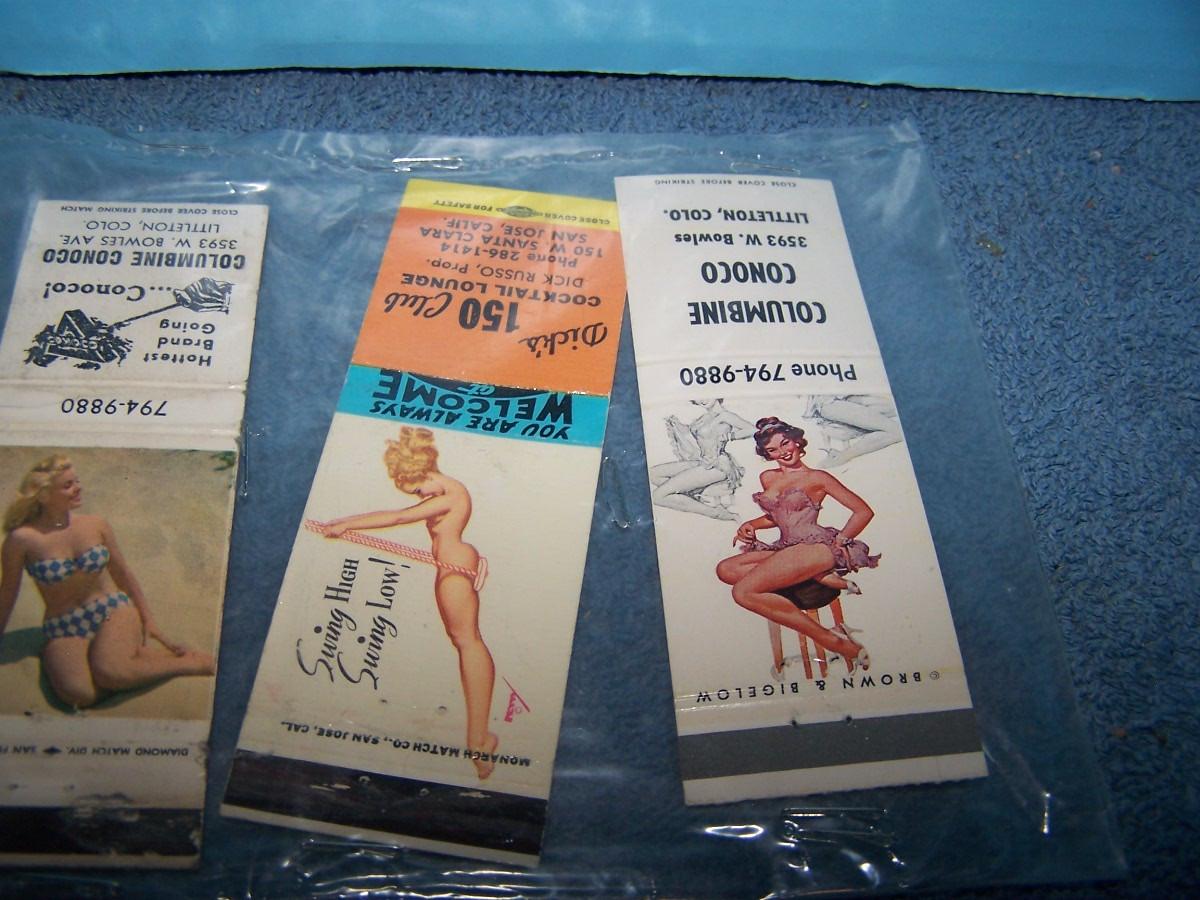 CLOSE COVER BEFORE STRIKING MATCH
LITTLETON, COLO.
3593 W. BOWLES AVE.
COLUMBINE CONOCO
...Conoco!
Hottest
Brand
Going
CONOCO
794-9880
DIAMOND MATCH DIV.
SAN
CLOSE COVER FOR SAFETY
SAN JOSE, CALIF.
150 W. SANTA CLARA
Phone 286-1414
DICK RUSSO, Prop.
COCKTAIL LOUNGE
Dick's 150 Club
YOU ARE ALWAYS
WELCOME
AT
Swing HIGH
Swing Low!
MONARCH MATCH CO., SAN JOSE, CAL.
CLOSE COVER BEFORE STRIKING
LITTLETON, COLO.
3593 W. Bowles
CONOCO
COLUMBINE
Phone 794-9880
© BROWN & BIGELOW